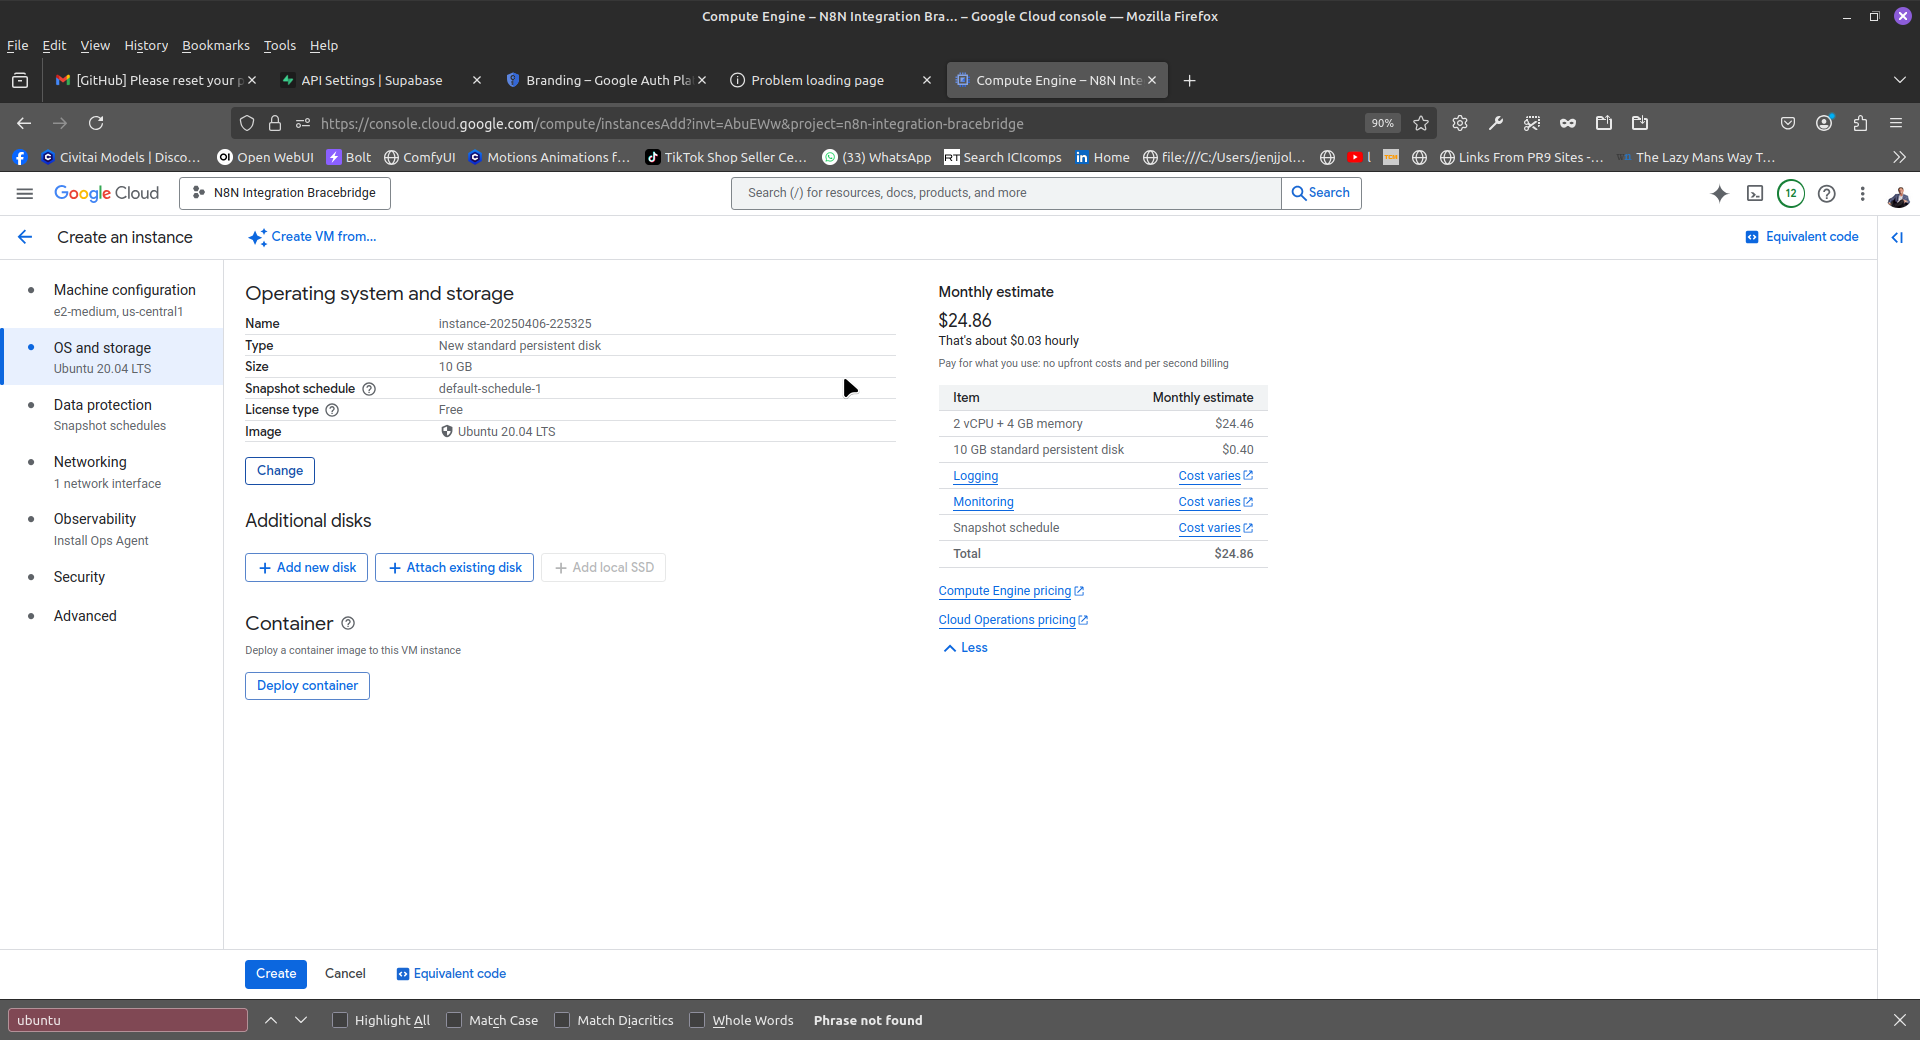 Compute Engine – N8N Integration Bra… – Google Cloud console — Mozilla Firefox
File Edit View History Bookmarks Tools Help
[GitHub] Please reset your p
API Settings | Supabase
Branding – Google Auth Pla
Problem loading page
Compute Engine – N8N Inte
https://console.cloud.google.com/compute/instancesAdd?invt=AbuEWw&project=n8n-integration-bracebridge
90%
Civitai Models | Disco…
Open WebUI
Bolt
ComfyUI
Motions Animations f…
TikTok Shop Seller Ce…
(33) WhatsApp
RT Search ICIcomps
Home
file:///C:/Users/jenjjol…
l
Links From PR9 Sites -…
The Lazy Mans Way T…
Google Cloud
N8N Integration Bracebridge
Search (/) for resources, docs, products, and more
Search
12
Create an instance
Create VM from...
Equivalent code
Machine configuration
e2-medium, us-central1
OS and storage
Ubuntu 20.04 LTS
Data protection
Snapshot schedules
Networking
1 network interface
Observability
Install Ops Agent
Security
Advanced
Operating system and storage
Name instance-20250406-225325
Type New standard persistent disk
Size 10 GB
Snapshot schedule default-schedule-1
License type Free
Image Ubuntu 20.04 LTS
Change
Additional disks
Add new disk
Attach existing disk
Add local SSD
Container
Deploy a container image to this VM instance
Deploy container
Monthly estimate
$24.86
That's about $0.03 hourly
Pay for what you use: no upfront costs and per second billing
Item Monthly estimate
2 vCPU + 4 GB memory $24.46
10 GB standard persistent disk $0.40
Logging Cost varies
Monitoring Cost varies
Snapshot schedule Cost varies
Total $24.86
Compute Engine pricing
Cloud Operations pricing
Less
Create
Cancel
Equivalent code
ubuntu
Highlight All
Match Case
Match Diacritics
Whole Words
Phrase not found